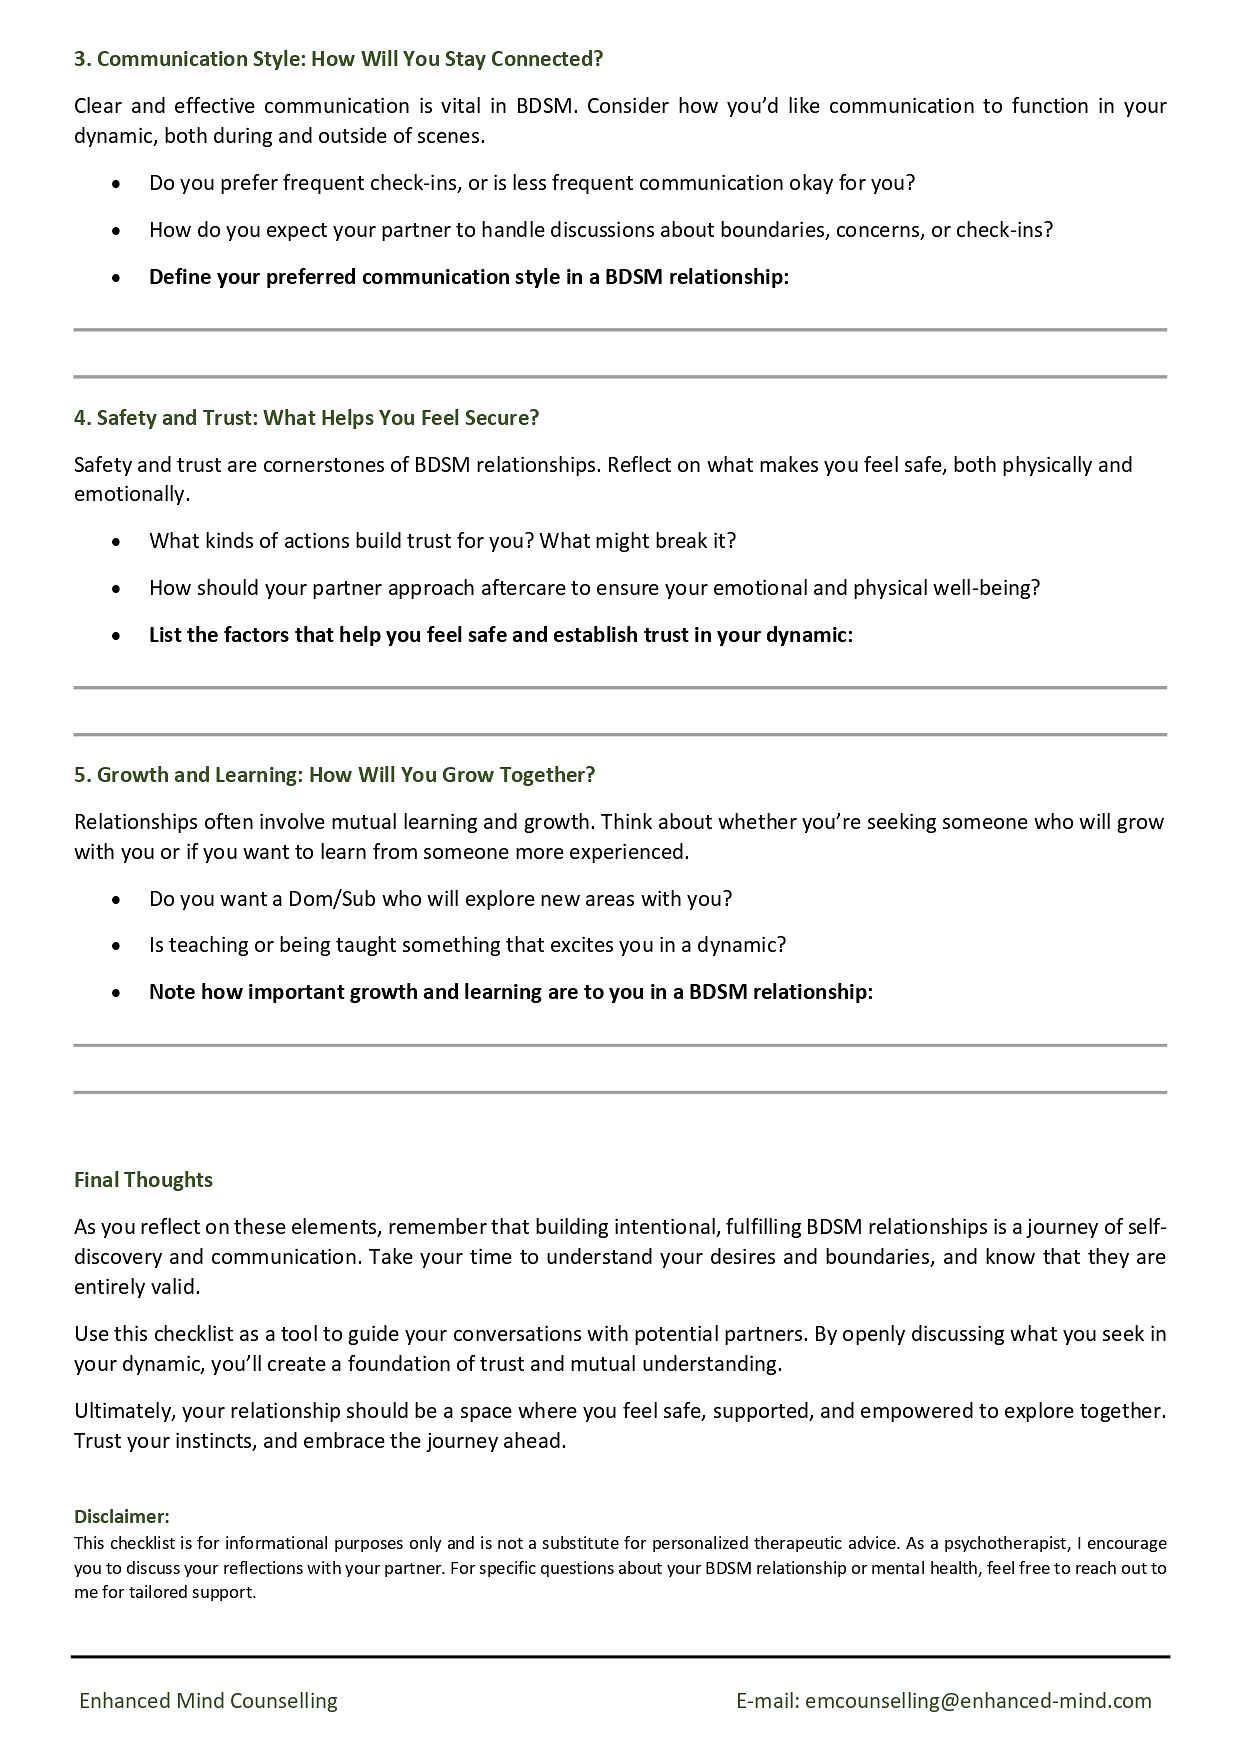 3. Communication Style: How Will You Stay Connected?
Clear and effective communication is vital in BDSM. Consider how you’d like communication to function in your
dynamic, both during and outside of scenes.
• Do you prefer frequent check-ins, or is less frequent communication okay for you?
• How do you expect your partner to handle discussions about boundaries, concerns, or check-ins?
• Define your preferred communication style in a BDSM relationship:
4. Safety and Trust: What Helps You Feel Secure?
Safety and trust are cornerstones of BDSM relationships. Reflect on what makes you feel safe, both physically and
emotionally.
• What kinds of actions build trust for you? What might break it?
• How should your partner approach aftercare to ensure your emotional and physical well-being?
• List the factors that help you feel safe and establish trust in your dynamic:
5. Growth and Learning: How Will You Grow Together?
Relationships often involve mutual learning and growth. Think about whether you’re seeking someone who will grow
with you or if you want to learn from someone more experienced.
• Do you want a Dom/Sub who will explore new areas with you?
• Is teaching or being taught something that excites you in a dynamic?
• Note how important growth and learning are to you in a BDSM relationship:
Final Thoughts
As you reflect on these elements, remember that building intentional, fulfilling BDSM relationships is a journey of self-
discovery and communication. Take your time to understand your desires and boundaries, and know that they are
entirely valid.
Use this checklist as a tool to guide your conversations with potential partners. By openly discussing what you seek in
your dynamic, you’ll create a foundation of trust and mutual understanding.
Ultimately, your relationship should be a space where you feel safe, supported, and empowered to explore together.
Trust your instincts, and embrace the journey ahead.
Disclaimer:
This checklist is for informational purposes only and is not a substitute for personalized therapeutic advice. As a psychotherapist, I encourage
you to discuss your reflections with your partner. For specific questions about your BDSM relationship or mental health, feel free to reach out to
me for tailored support.
Enhanced Mind Counselling
E-mail: emcounselling@enhanced-mind.com